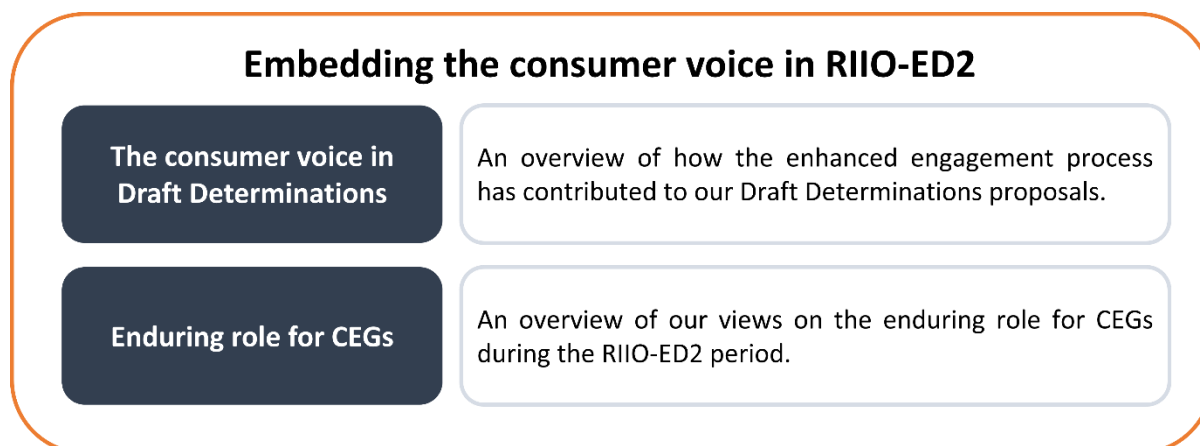 Embedding the consumer voice in RIIO-ED2
The consumer voice in
Draft Determinations
An overview of how the enhanced engagement process
has contributed to our Draft Determinations proposals.
Enduring role for CEGs
An overview of our views on the enduring role for CEGs
during the RIIO-ED2 period.